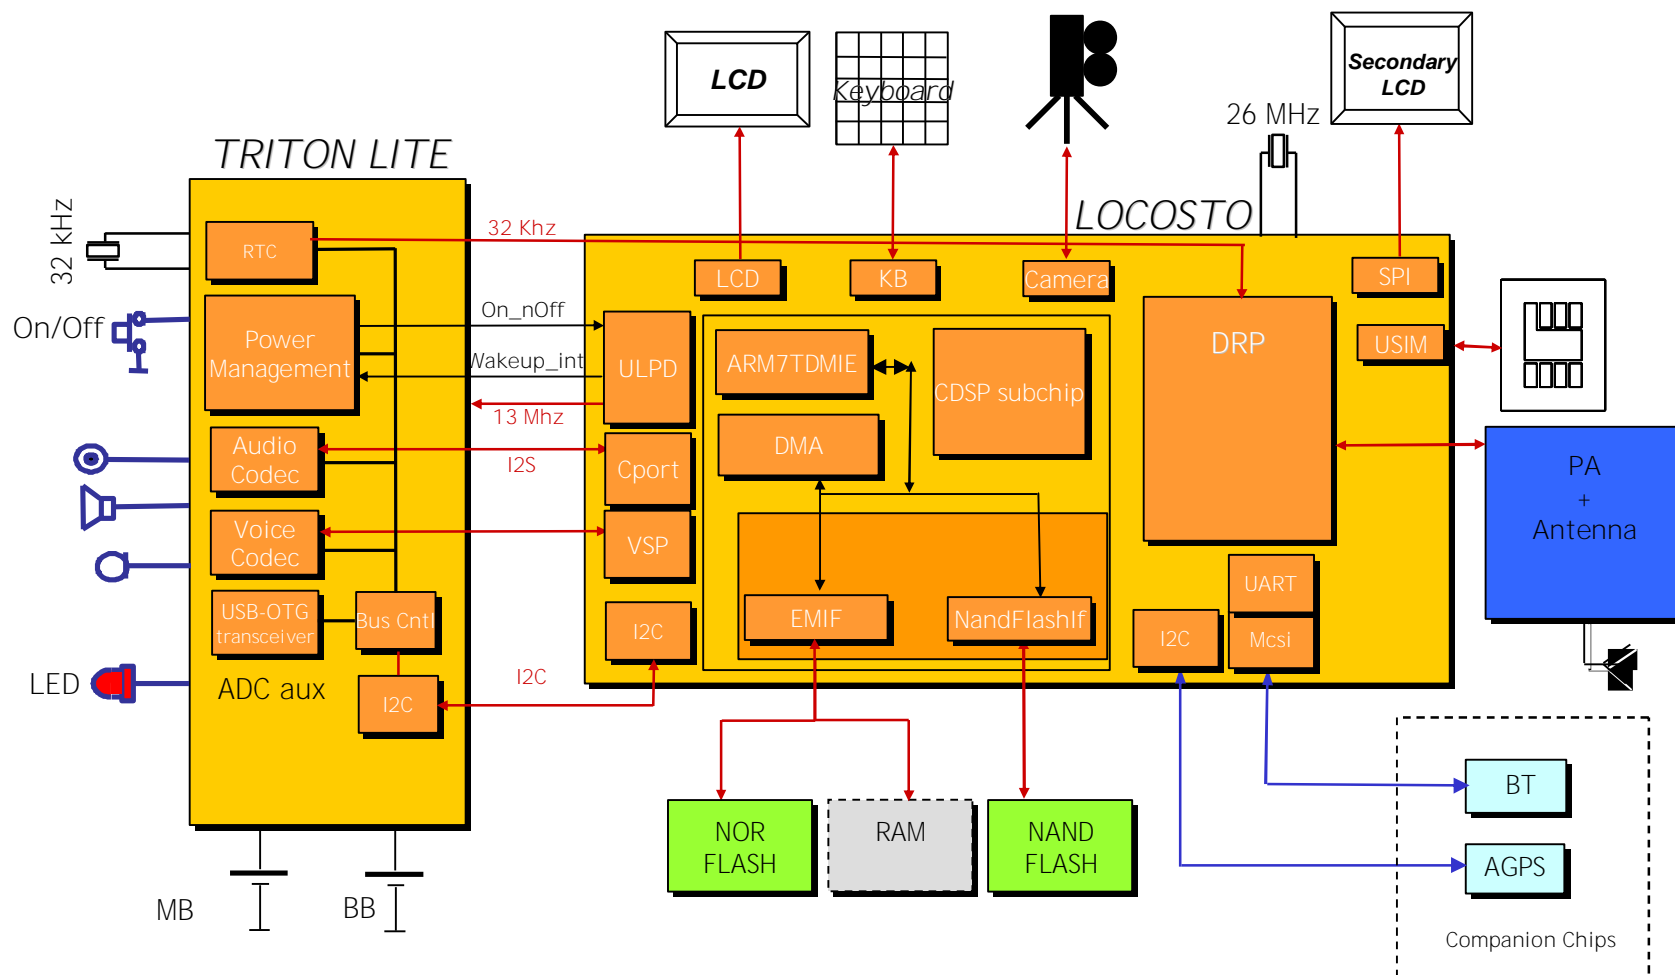 LCD
Keyboard
Secondary
LCD
26 MHz
TRITON LITE
LOCOSTO
32 kHz
RTC
32 Khz
LCD
KB
Camera
SPI
On/Off
Power
Management
On_nOff
Wakeup_int
13 Mhz
ULPD
ARM7TDMIE
CDSP subchip
DRP
USIM
DMA
Audio
Codec
I2S
Cport
Voice
Codec
VSP
PA
+
Antenna
USB-OTG
transceiver
Bus Cntl
I2C
EMIF
NandFlashIf
UART
I2C
Mcsi
LED
ADC aux
I2C
I2C
NOR
FLASH
RAM
NAND
FLASH
BT
AGPS
MB
BB
Companion Chips